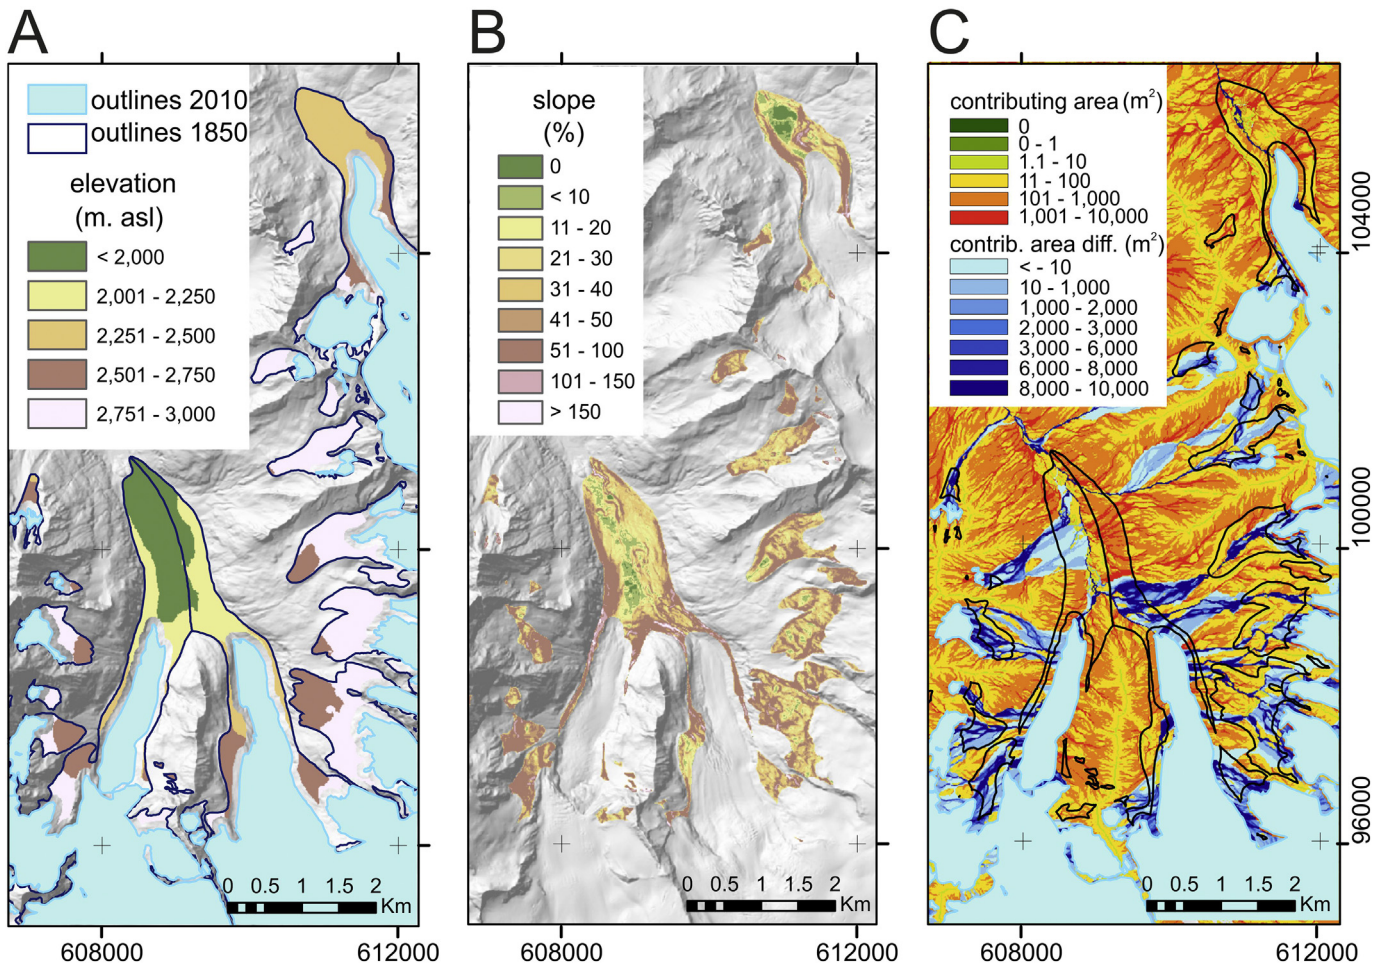 A
outlines 2010
outlines 1850
elevation
(m. asl)
< 2,000
2,001 - 2,250
2,251 - 2,500
2,501 - 2,750
2,751 - 3,000
0 0.5 1 1.5 2
Km
608000 612000
B
slope
(%)
0
< 10
11 - 20
21 - 30
31 - 40
41 - 50
51 - 100
101 - 150
> 150
0 0.5 1 1.5 2
Km
608000 612000
C
contributing area (m²)
0
0 - 1
1.1 - 10
11 - 100
101 - 1,000
1,001 - 10,000
contrib. area diff. (m²)
< - 10
10 - 1,000
1,000 - 2,000
2,000 - 3,000
3,000 - 6,000
6,000 - 8,000
8,000 - 10,000
0 0.5 1 1.5 2
Km
608000 612000
104000
100000
96000